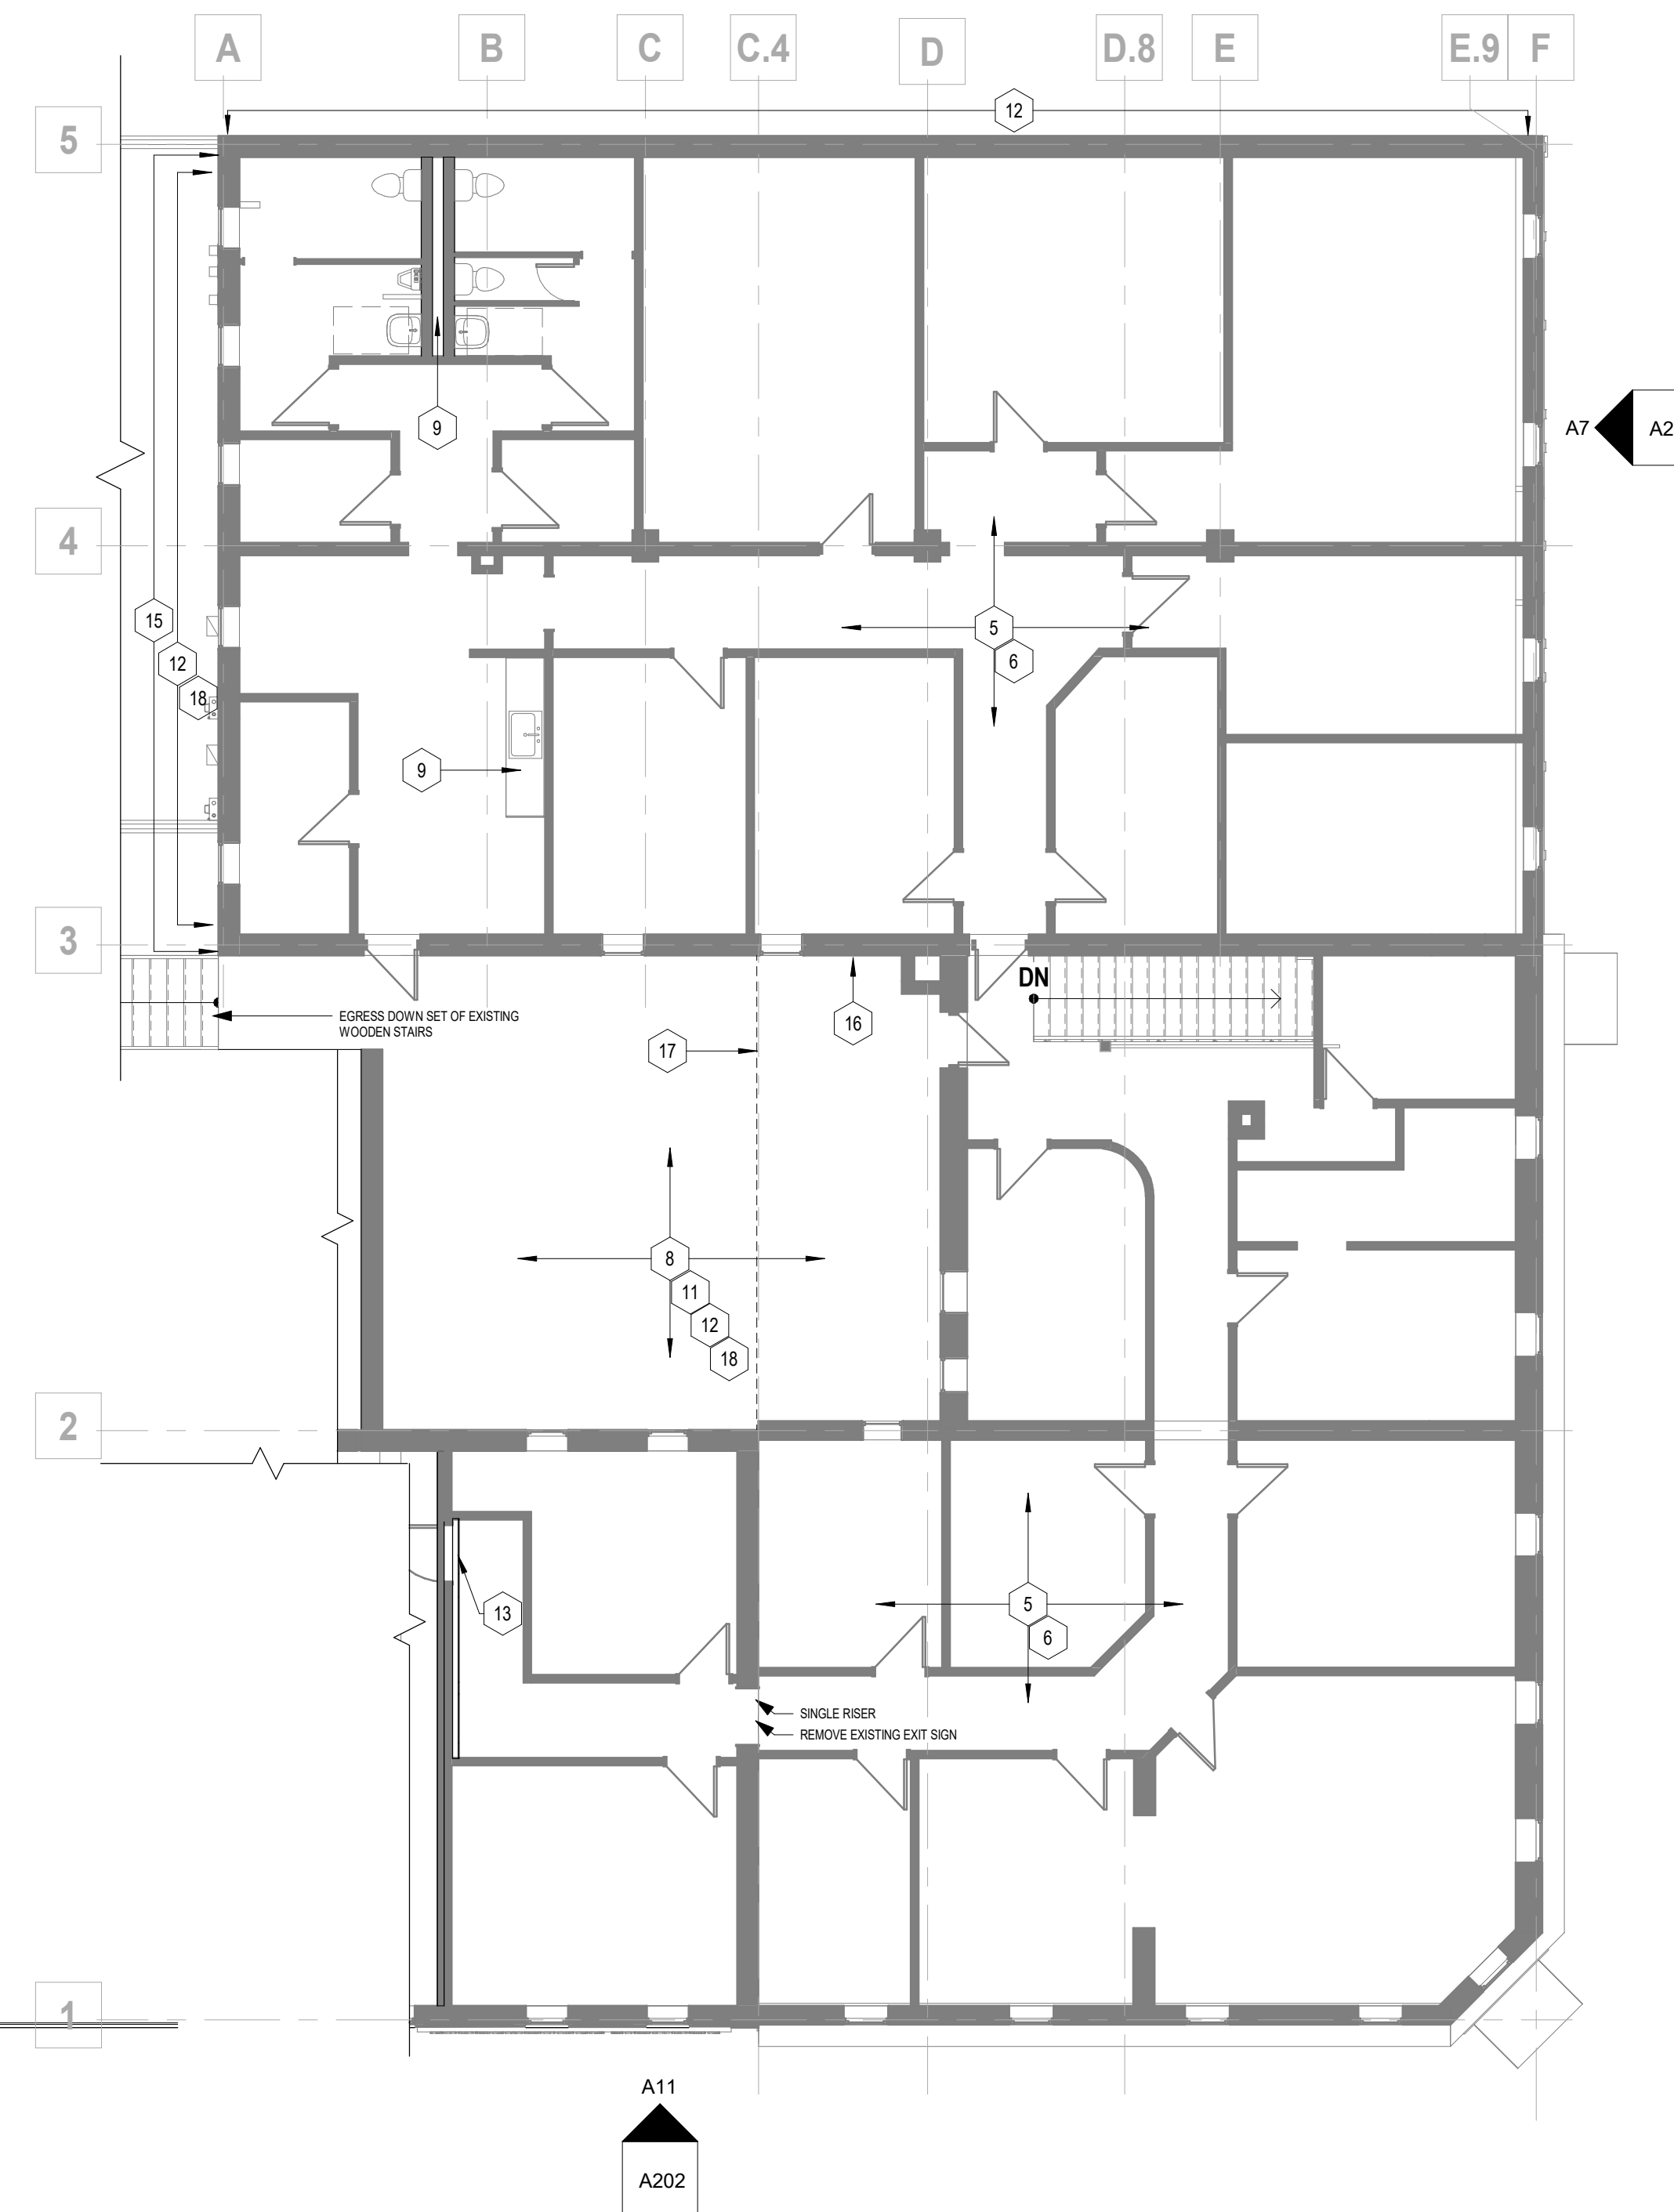 A
B
C
C.4
D
D.8
E
E.9
F
12
5
9
A7
A2
4
15
12
18
5
6
9
3
DN
EGRESS DOWN SET OF EXISTING
WOODEN STAIRS
16
17
8
11
12
18
2
5
6
13
SINGLE RISER
REMOVE EXISTING EXIT SIGN
1
A11
A202